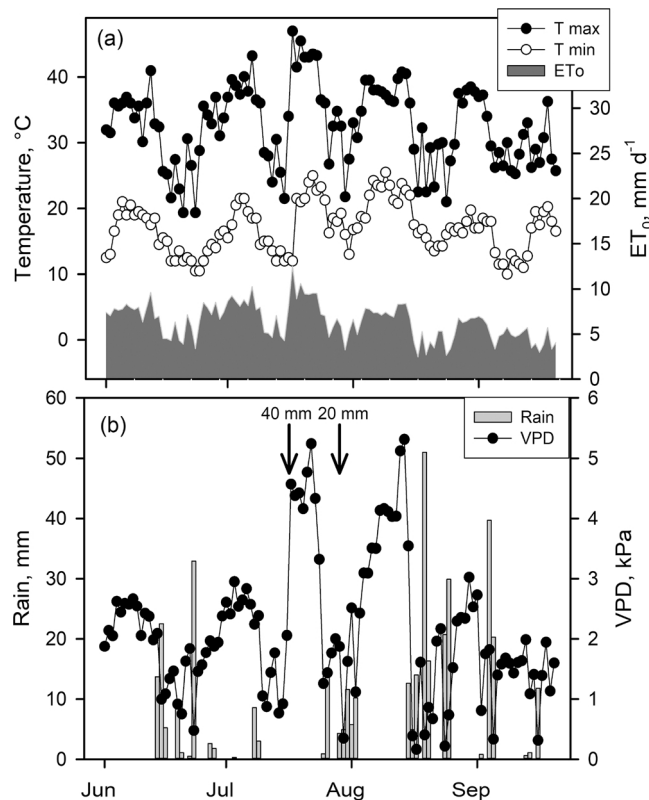 (a)
T max
T min
ETo
40
30
20
10
0
Temperature, °C
30
25
20
15
10
5
0
ET0, mm d-1
(b)
40 mm 20 mm
Rain
VPD
60
50
40
30
20
10
0
Rain, mm
6
5
4
3
2
1
0
VPD, kPa
Jun Jul Aug Sep